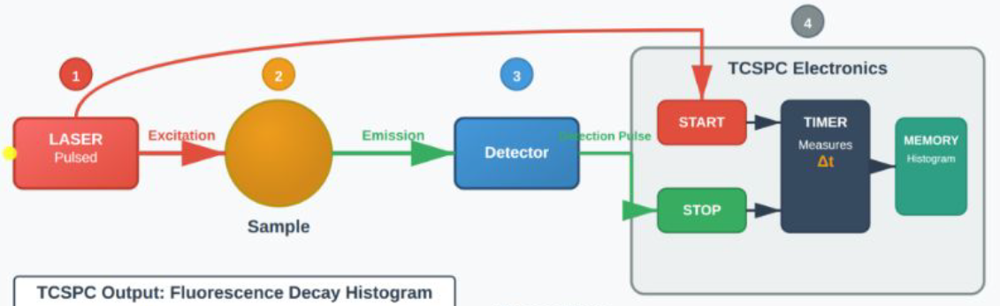 4
1
2
3
TCSPC Electronics
LASER
Pulsed
Excitation
Emission
Detector
Detection Pulse
START
TIMER
Measures
Δt
MEMORY
Histogram
STOP
Sample
TCSPC Output: Fluorescence Decay Histogram